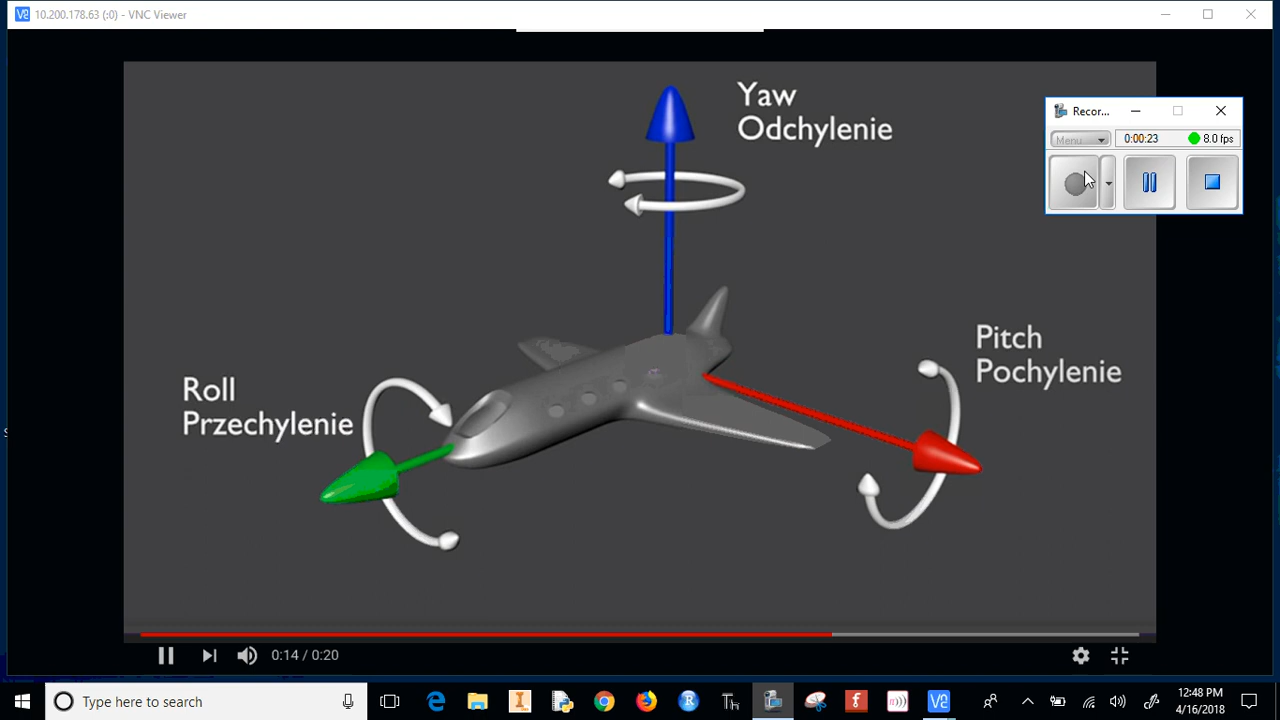 10.200.178.63 (:0) - VNC Viewer
Yaw
Odchylenie
Recor...
Menu
0:00:23
8.0 fps
Pitch
Pochylenie
Roll
Przechylenie
0:14 / 0:20
Type here to search
12:48 PM
4/16/2018